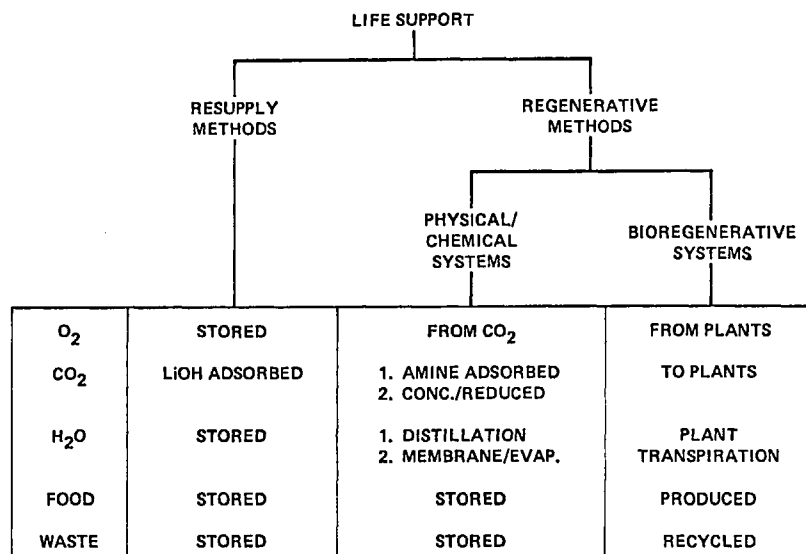 LIFE SUPPORT
RESUPPLY
METHODS
REGENERATIVE
METHODS
PHYSICAL/
CHEMICAL
SYSTEMS
BIOREGENERATIVE
SYSTEMS
O₂ STORED FROM CO₂ FROM PLANTS
CO₂ LiOH ADSORBED 1. AMINE ADSORBED TO PLANTS
2. CONC./REDUCED
H₂O STORED 1. DISTILLATION PLANT
2. MEMBRANE/EVAP. TRANSPIRATION
FOOD STORED STORED PRODUCED
WASTE STORED STORED RECYCLED